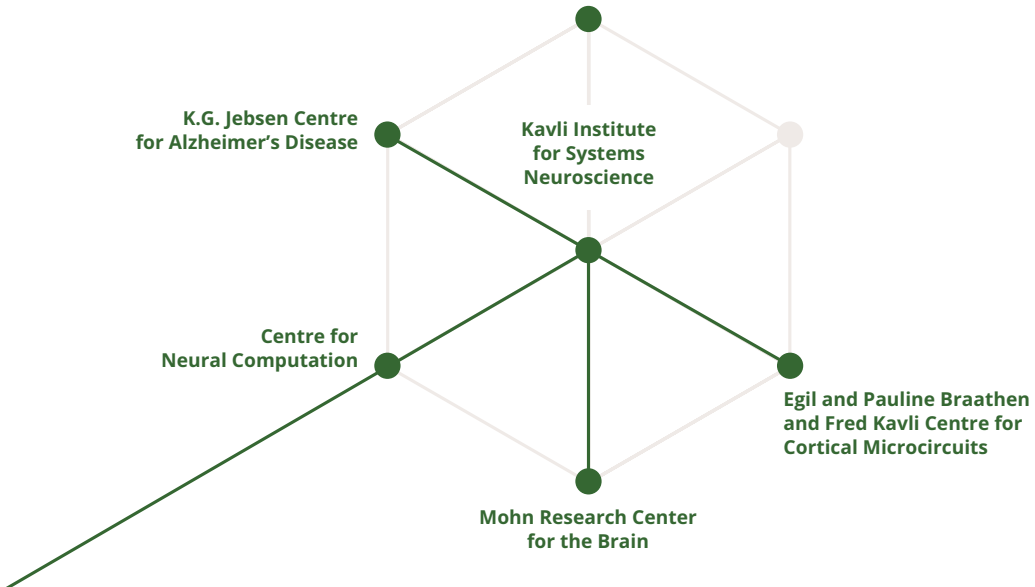 K.G. Jebsen Centre
for Alzheimer’s Disease
Kavli Institute
for Systems
Neuroscience
Centre for
Neural Computation
Egil and Pauline Braathen
and Fred Kavli Centre for
Cortical Microcircuits
Mohn Research Center
for the Brain